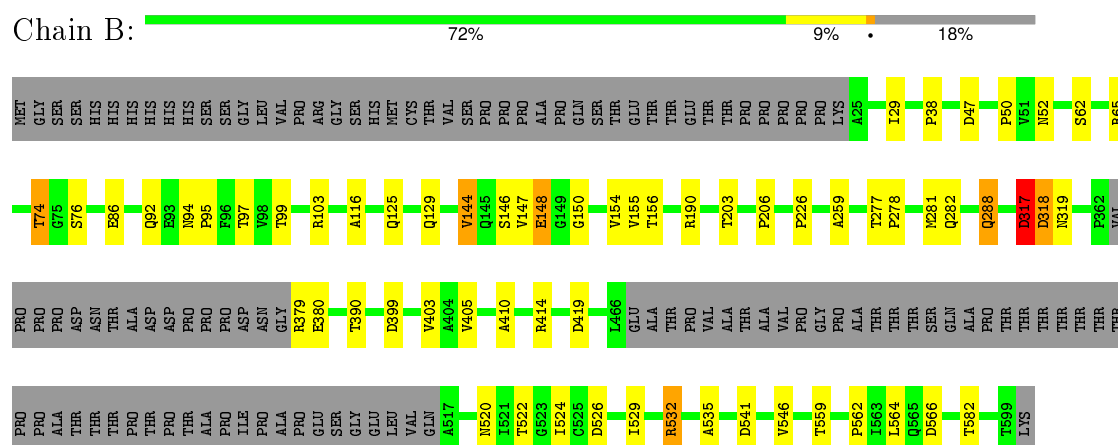 Chain B:
72% 9% • 18%
MET GLY SER SER HIS HIS HIS HIS HIS HIS SER SER GLY LEU VAL PRO ARG GLY SER HIS MET CYS THR VAL SER PRO PRO PRO ALA PRO GLN SER THR GLU THR THR GLU THR THR PRO PRO PRO PRO PRO LYS A25 I29 P38 D47 P50 V51 N52 S62 R65
T74 G75 S76 E86 Q92 E93 N94 P95 F96 T97 V98 T99 R103 A116 Q125 Q129 V144 Q145 S146 V147 E148 G149 G150 V154 V155 T156 R190 T203 P206 P226 A259 T277 P278 M281 Q282 Q288 D317 D318 N319 P362 VAL
PRO PRO PRO ASP ASN THR ALA ASP ASP PRO PRO PRO ASP ASN GLY R379 E380 T390 D399 V403 A404 V405 A410 R414 D419 L466 GLU ALA THR PRO VAL ALA THR ALA VAL PRO GLY PRO ALA THR THR THR SER GLN ALA PRO THR THR THR THR THR THR
PRO PRO ALA THR THR THR PRO THR PRO THR ALA PRO ILE PRO ALA PRO GLU SER GLY GLU LEU VAL GLN A517 N520 I521 T522 G523 I524 C525 D526 I529 R532 A535 D541 V546 T559 P562 I563 L564 Q565 D566 T582 T599 LYS